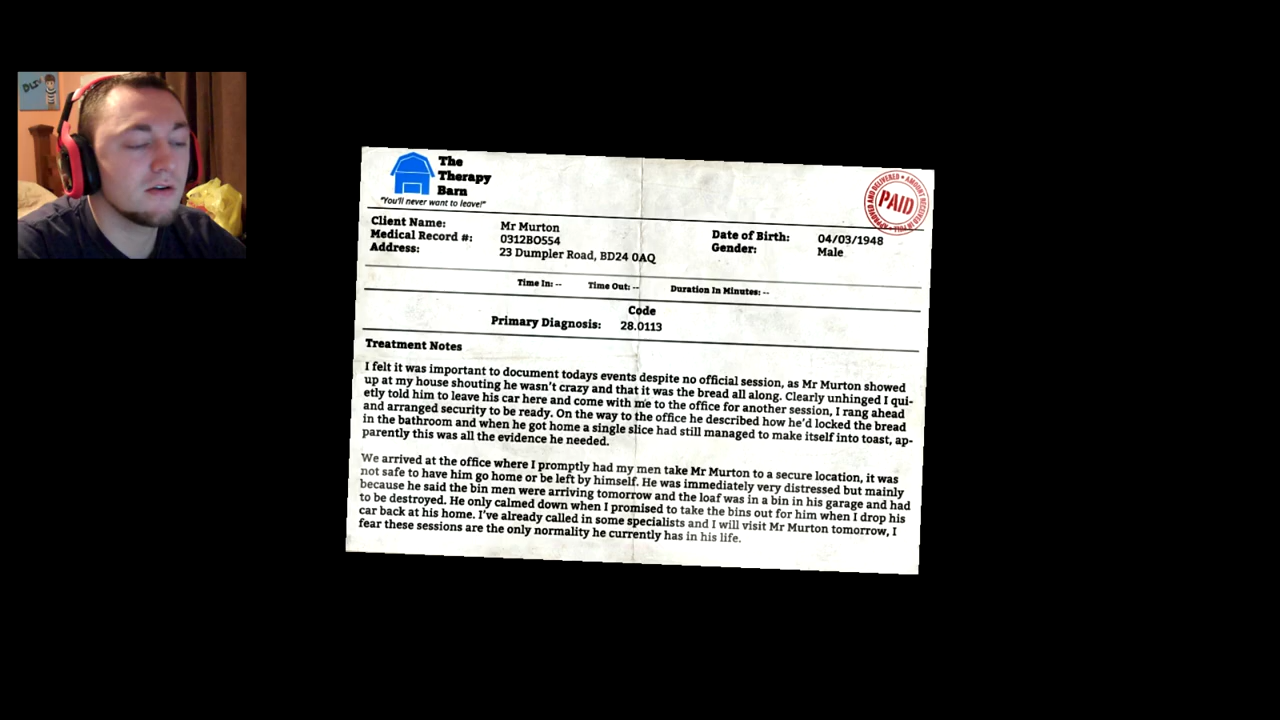 The
Therapy
Barn
"You'll never want to leave!"
PAID
Client Name: Mr Murton
Medical Record #: 0312BO554
Address: 23 Dumpler Road, BD24 0AQ
Date of Birth: 04/03/1948
Gender: Male
Time In: -- Time Out: -- Duration In Minutes: --
Code
Primary Diagnosis: 28.0113
Treatment Notes
I felt it was important to document todays events despite no official session, as Mr Murton showed
up at my house shouting he wasn't crazy and that it was the bread all along. Clearly unhinged I qui-
etly told him to leave his car here and come with me to the office for another session, I rang ahead
and arranged security to be ready. On the way to the office he described how he'd locked the bread
in the bathroom and when he got home a single slice had still managed to make itself into toast, ap-
parently this was all the evidence he needed.
We arrived at the office where I promptly had my men take Mr Murton to a secure location, it was
not safe to have him go home or be left by himself. He was immediately very distressed but mainly
because he said the bin men were arriving tomorrow and the loaf was in a bin in his garage and had
to be destroyed. He only calmed down when I promised to take the bins out for him when I drop his
car back at his home. I've already called in some specialists and I will visit Mr Murton tomorrow, I
fear these sessions are the only normality he currently has in his life.